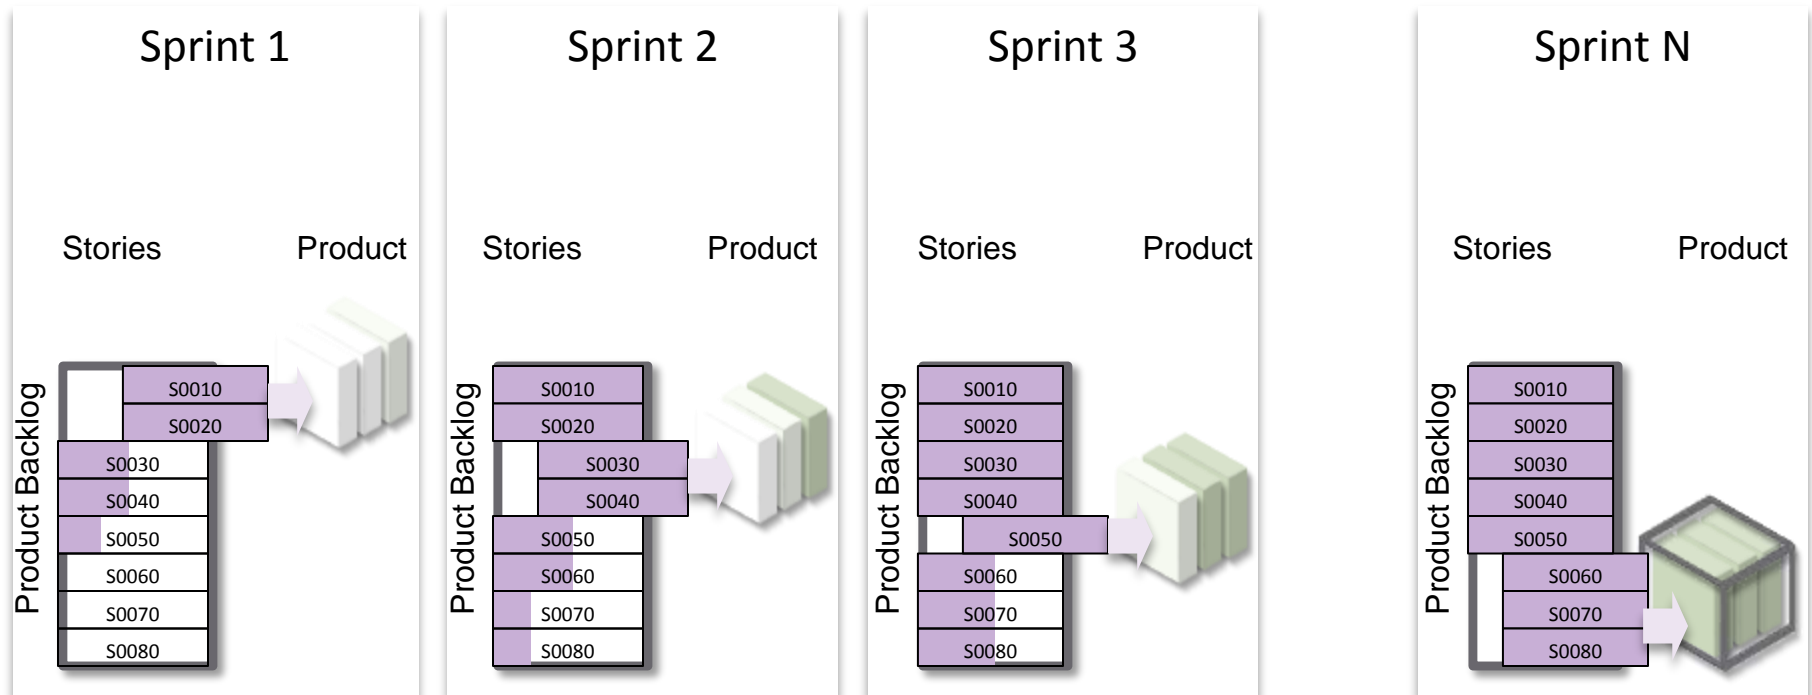 Sprint 1
Stories
Product
Product Backlog
S0010
S0020
S0030
S0040
S0050
S0060
S0070
S0080
Sprint 2
Stories
Product
Product Backlog
S0010
S0020
S0030
S0040
S0050
S0060
S0070
S0080
Sprint 3
Stories
Product
Product Backlog
S0010
S0020
S0030
S0040
S0050
S0060
S0070
S0080
Sprint N
Stories
Product
Product Backlog
S0010
S0020
S0030
S0040
S0050
S0060
S0070
S0080